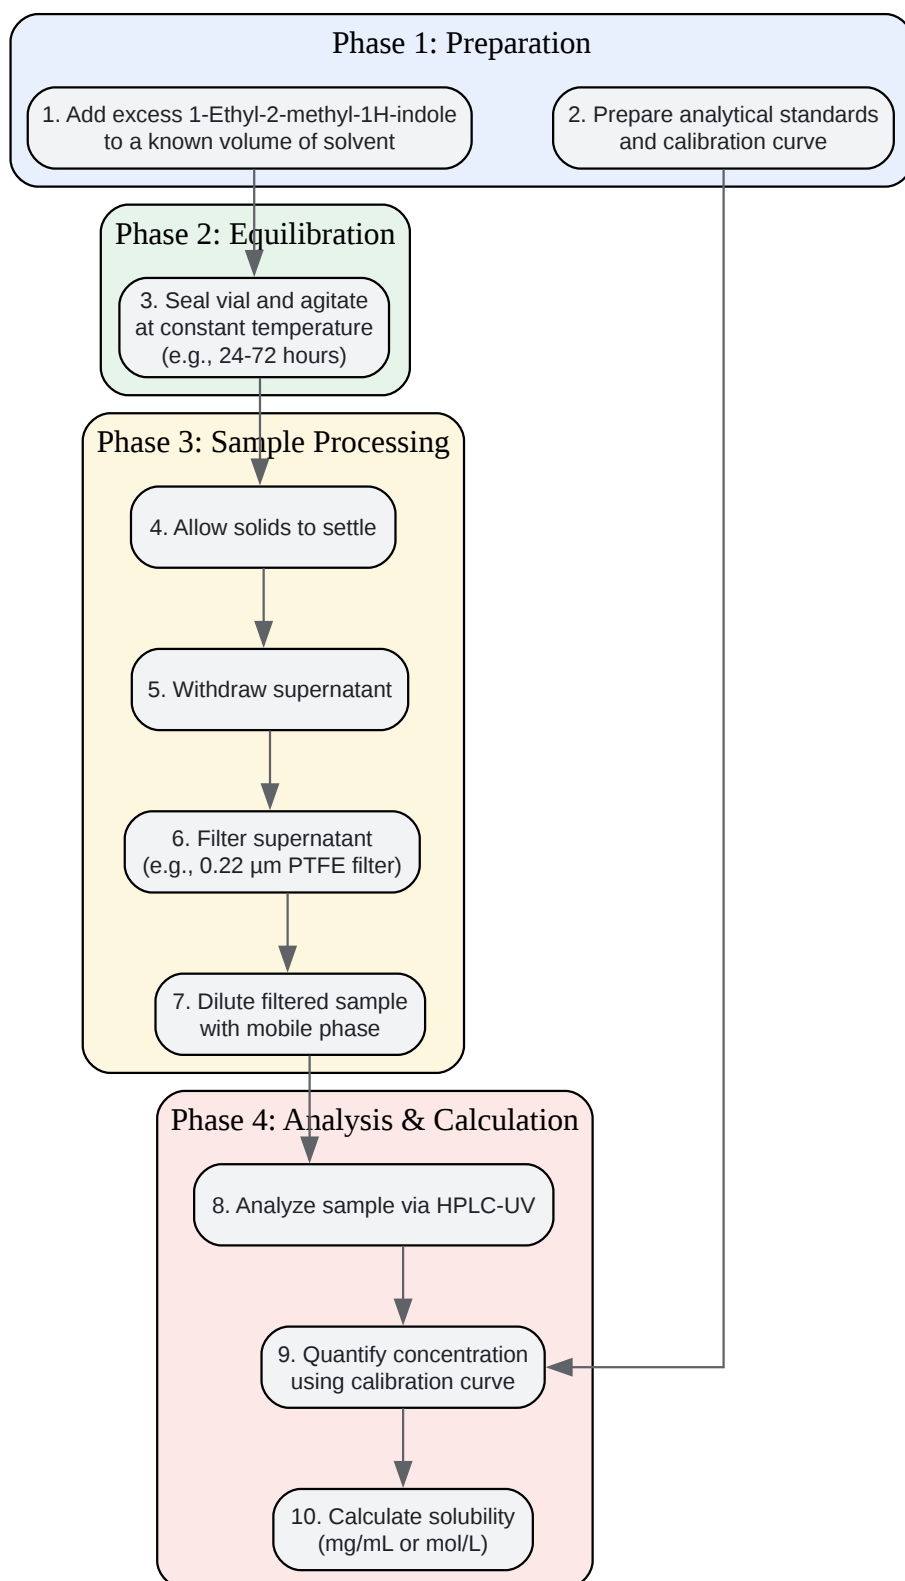 Phase 1: Preparation
1. Add excess 1-Ethyl-2-methyl-1H-indole
to a known volume of solvent
2. Prepare analytical standards
and calibration curve
Phase 2: Equilibration
3. Seal vial and agitate
at constant temperature
(e.g., 24-72 hours)
Phase 3: Sample Processing
4. Allow solids to settle
5. Withdraw supernatant
6. Filter supernatant
(e.g., 0.22 µm PTFE filter)
7. Dilute filtered sample
with mobile phase
Phase 4: Analysis & Calculation
8. Analyze sample via HPLC-UV
9. Quantify concentration
using calibration curve
10. Calculate solubility
(mg/mL or mol/L)